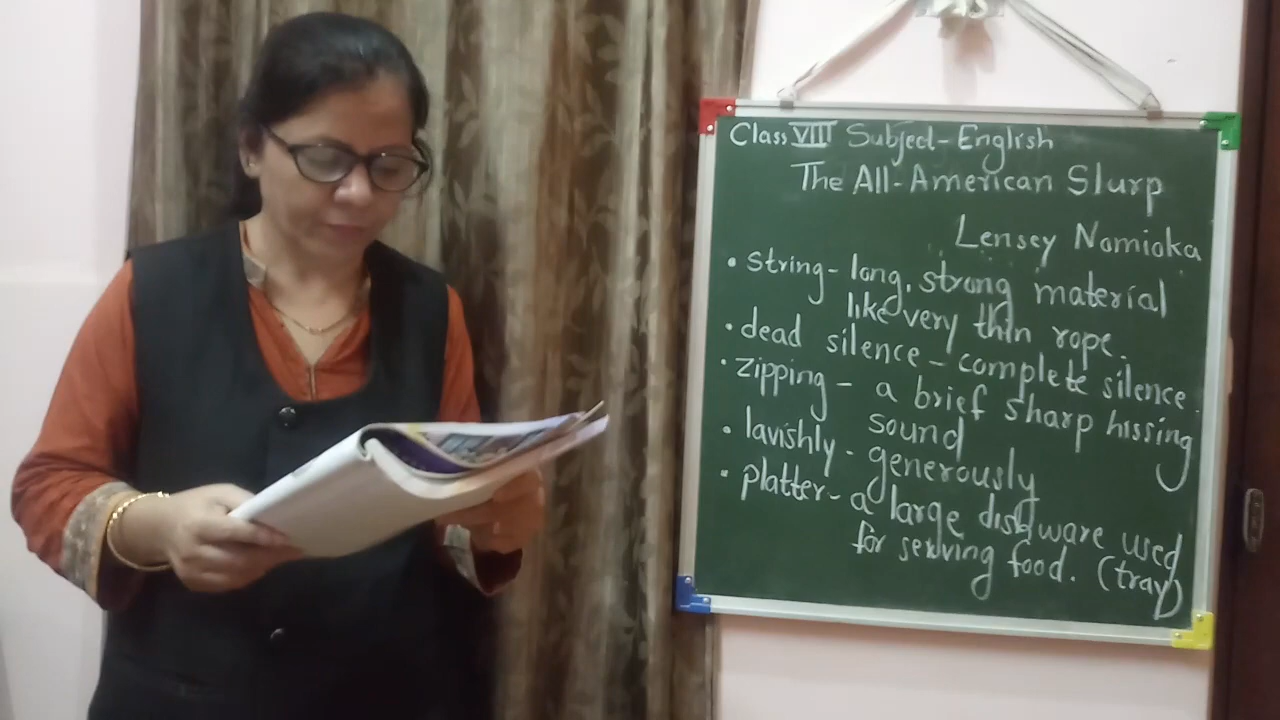 Class VIII Subject-English
The All-American Slurp
Lensey Namioka
• string - long, strong material
like very thin rope.
• dead silence - complete silence.
• zipping - a brief sharp hissing
sound
• lavishly - generously
• platter - a large dishware used
for serving food. (tray)